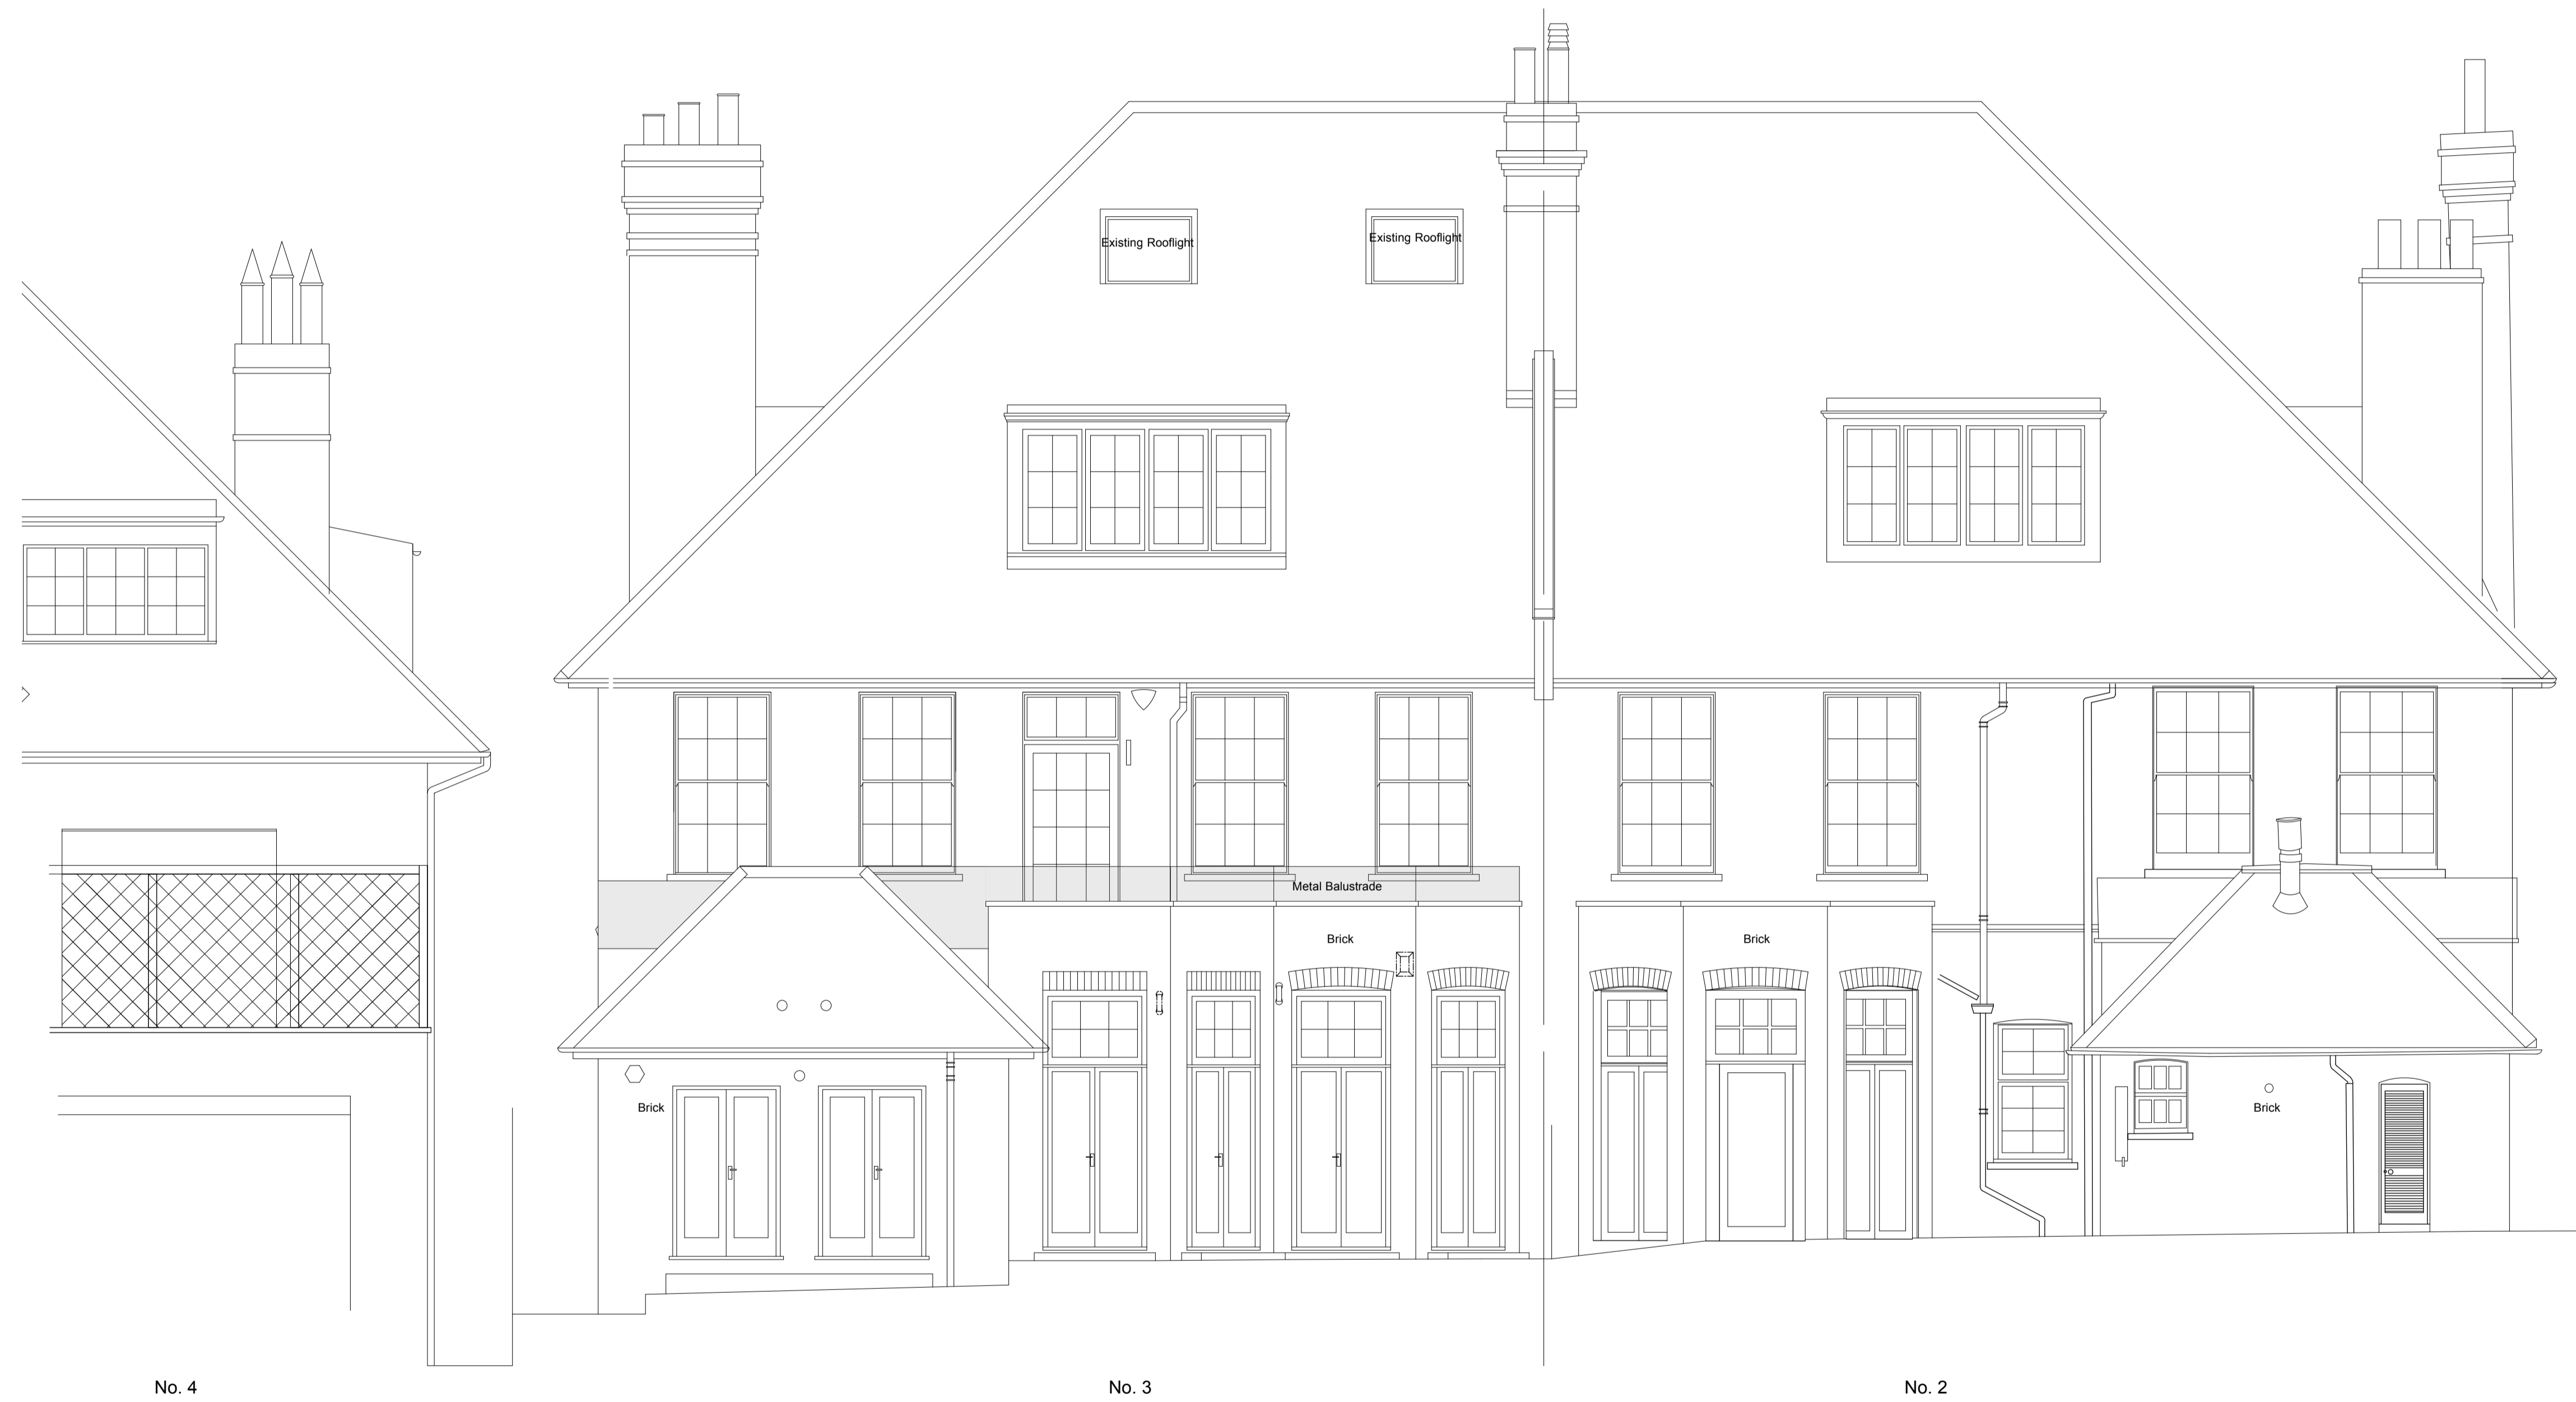 Existing Rooflight
Existing Rooflight
Metal Balustrade
Brick
Brick
Brick
Brick
No. 4
No. 3
No. 2